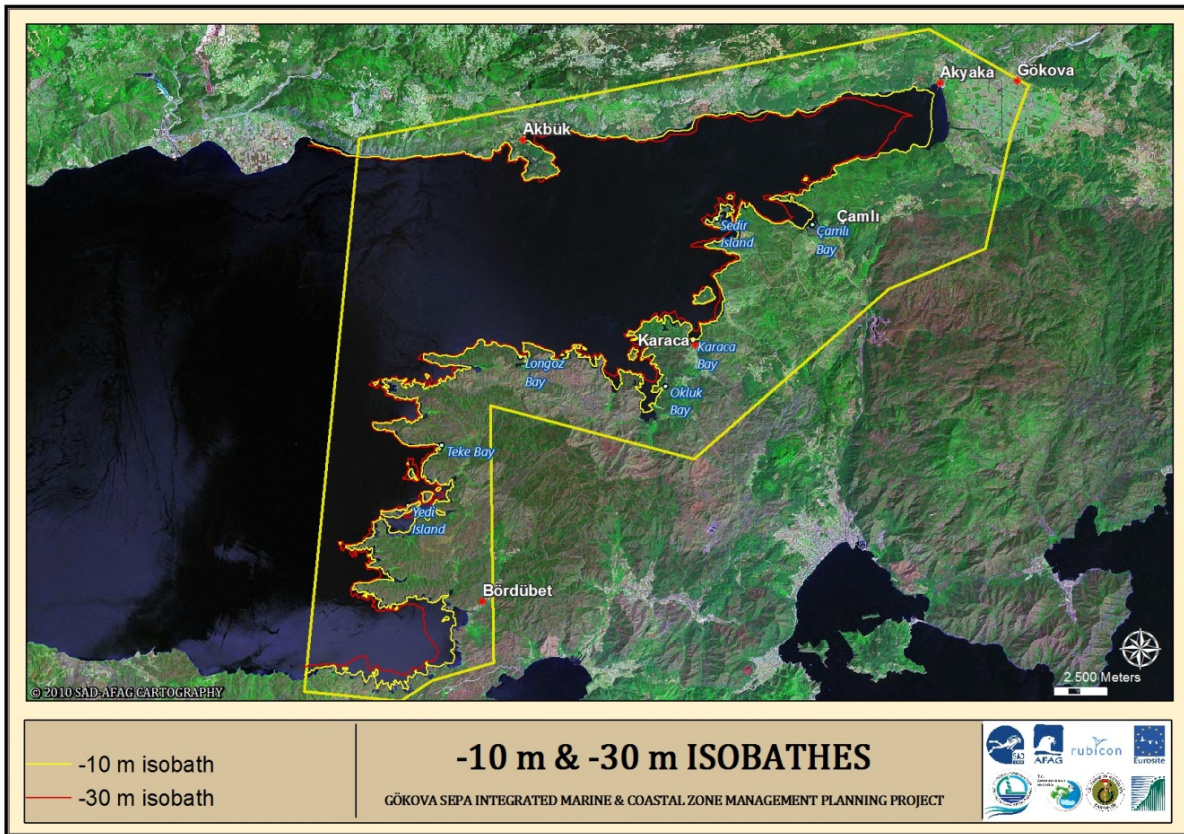 Akyaka
Gökova
Akbük
Çamlı
Sedir
Island
Çamlı
Bay
Karaca
Karaca
Bay
Longoz
Bay
Okluk
Bay
Teke Bay
Yedi
Island
Bördübet
2.500 Meters
© 2010 SAD-AFAG CARTOGRAPHY
-10 m isobath
-30 m isobath
-10 m & -30 m ISOBATHES
GÖKOVA SEPA INTEGRATED MARINE & COASTAL ZONE MANAGEMENT PLANNING PROJECT
AFAG
rubicon
Eurosite